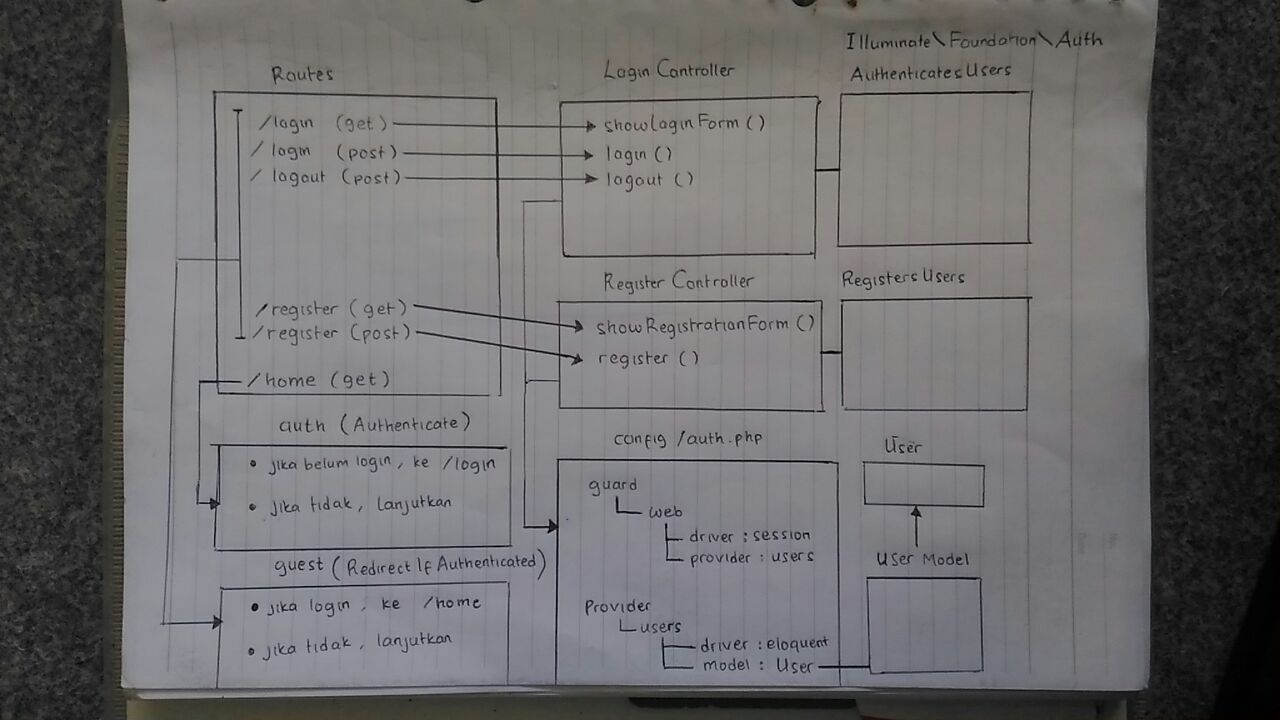 Routes
/login (get)
/login (post)
/logout (post)
/register (get)
/register (post)
/home (get)
Login Controller
showLoginForm ()
login ()
logout ()
Illuminate\Foundation\Auth
AuthenticatesUsers
Register Controller
showRegistrationForm ()
register ()
RegistersUsers
auth (Authenticate)
• jika belum login, ke /login
• jika tidak, lanjutkan
guest (Redirect If Authenticated)
• jika login, ke /home
• jika tidak, lanjutkan
config /auth.php
guard
web
driver : session
provider : users
Provider
users
driver : eloquent
model : User
User
User Model